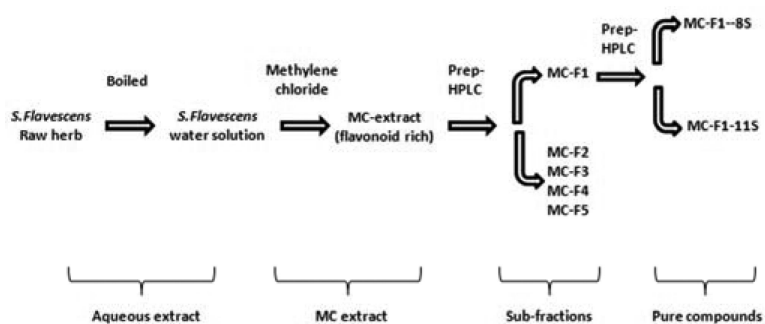 Boiled
S.Flavescens
Raw herb
S.Flavescens
water solution
Methylene
chloride
MC-extract
(flavonoid rich)
Prep-
HPLC
MC-F1
MC-F2
MC-F3
MC-F4
MC-F5
Prep-
HPLC
MC-F1--8S
MC-F1-11S
Aqueous extract
MC extract
Sub-fractions
Pure compounds